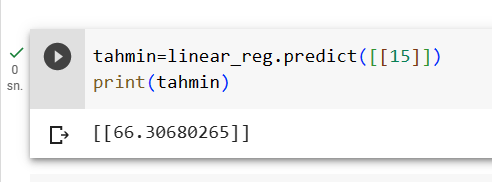 0
sn.
tahmin=linear_reg.predict([[15]])
print(tahmin)
[[66.30680265]]